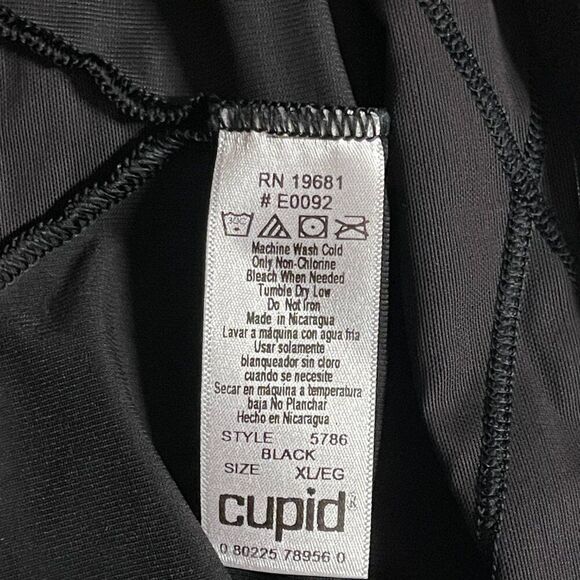 RN 19681
# E0092
30C
Machine Wash Cold
Only Non-Chlorine
Bleach When Needed
Tumble Dry Low
Do Not Iron
Made in Nicaragua
Lavar a máquina con agua fria
Usar solamente
blanqueador sin cloro
cuando se necesite
Secar en máquina a temperatura
baja No Planchar
Hecho en Nicaragua
STYLE 5786
BLACK
SIZE XL/EG
cupid®
0 80225 78956 0